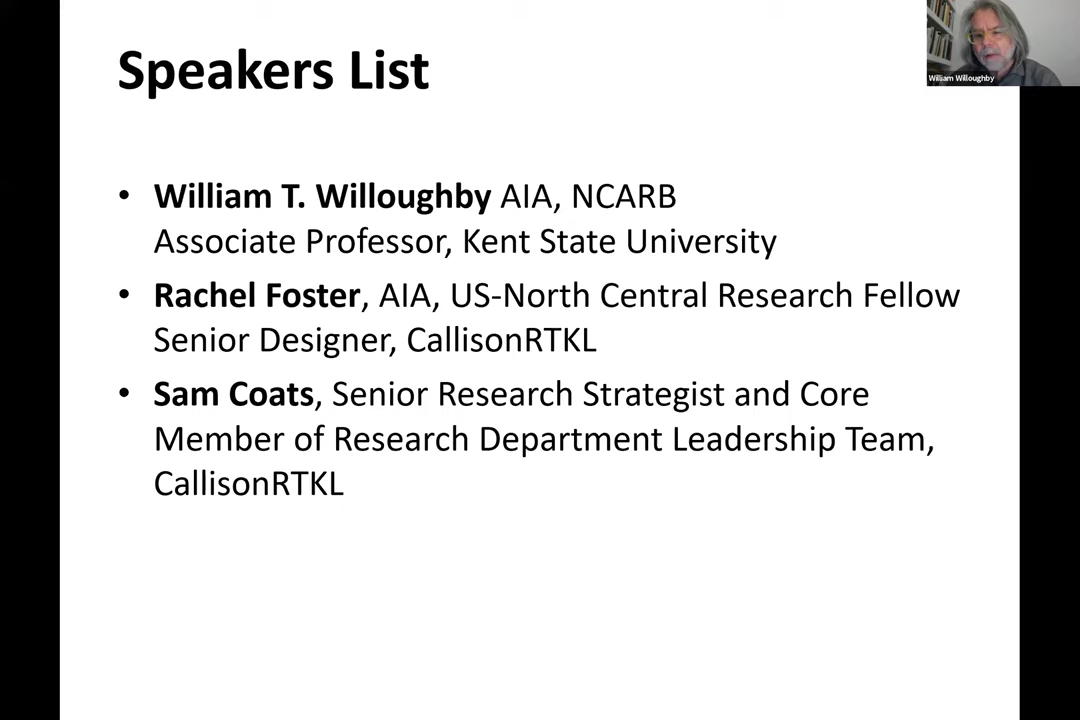 Speakers List
William Willoughby
• William T. Willoughby AIA, NCARB
Associate Professor, Kent State University
• Rachel Foster, AIA, US-North Central Research Fellow
Senior Designer, CallisonRTKL
• Sam Coats, Senior Research Strategist and Core
Member of Research Department Leadership Team,
CallisonRTKL